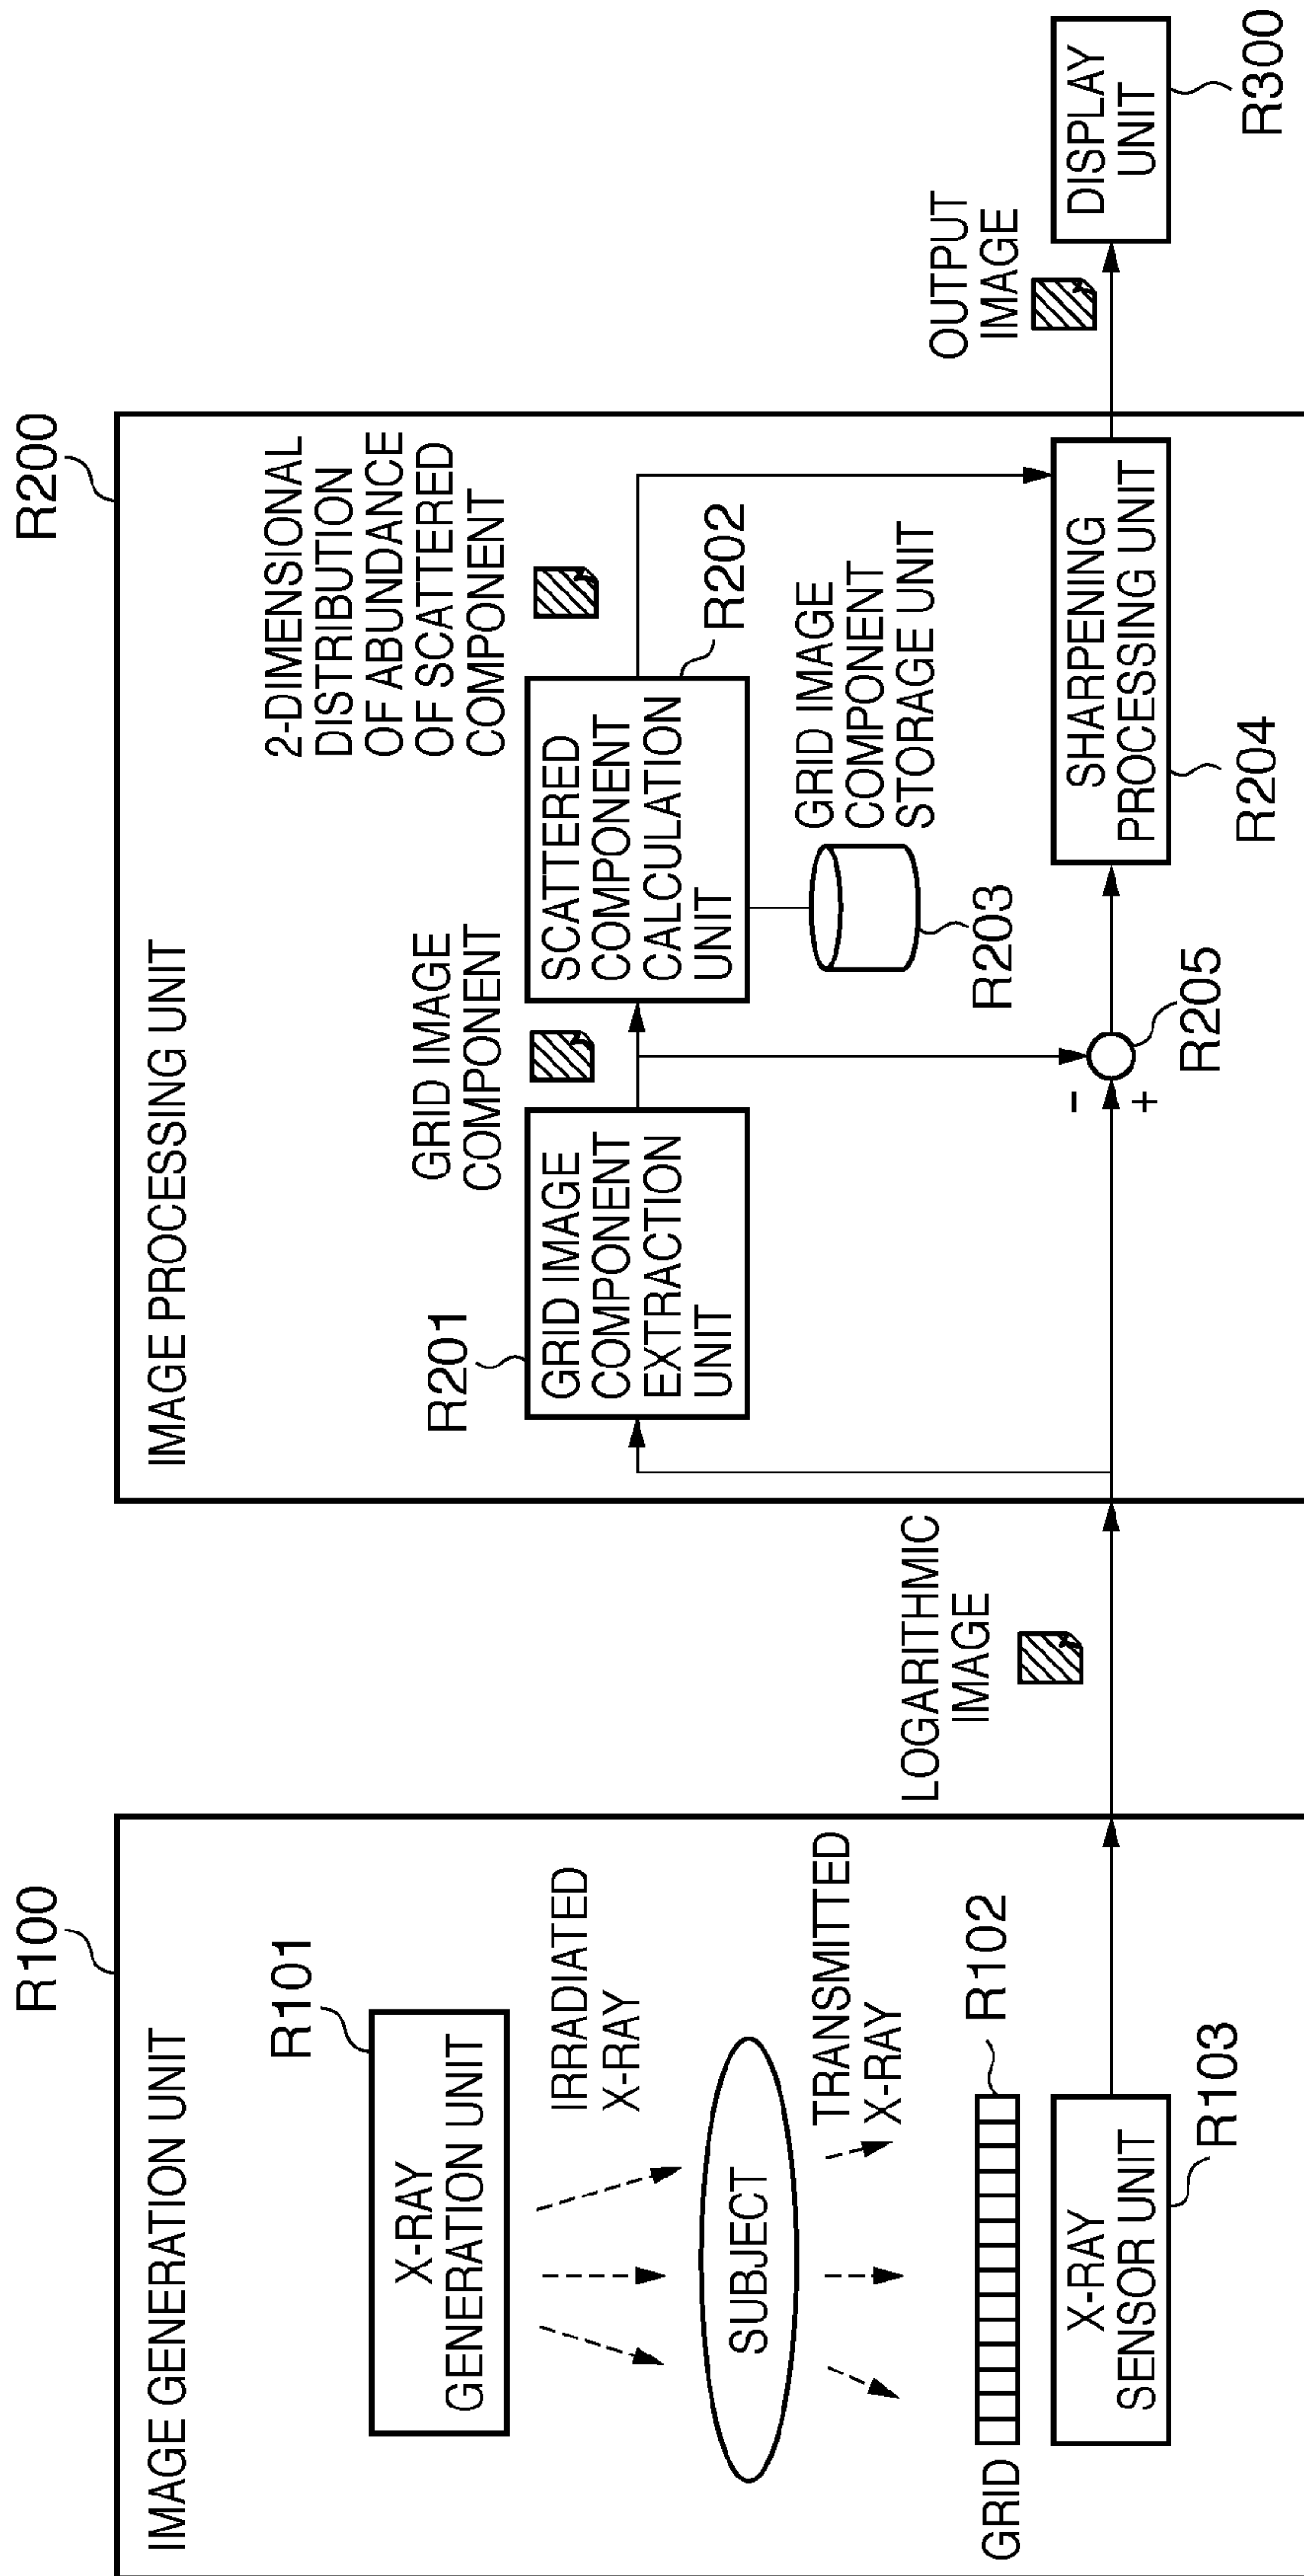 R100
IMAGE GENERATION UNIT
R101
X-RAY
GENERATION UNIT
IRRADIATED
X-RAY
SUBJECT
TRANSMITTED
X-RAY
R102
GRID
X-RAY
SENSOR UNIT
R103
LOGARITHMIC
IMAGE
R200
IMAGE PROCESSING UNIT
R201
GRID IMAGE
COMPONENT
EXTRACTION
UNIT
GRID IMAGE
COMPONENT
SCATTERED
COMPONENT
CALCULATION
UNIT
R202
2-DIMENSIONAL
DISTRIBUTION
OF ABUNDANCE
OF SCATTERED
COMPONENT
GRID IMAGE
COMPONENT
STORAGE UNIT
R203
-
+
R205
SHARPENING
PROCESSING UNIT
R204
OUTPUT
IMAGE
DISPLAY
UNIT
R300